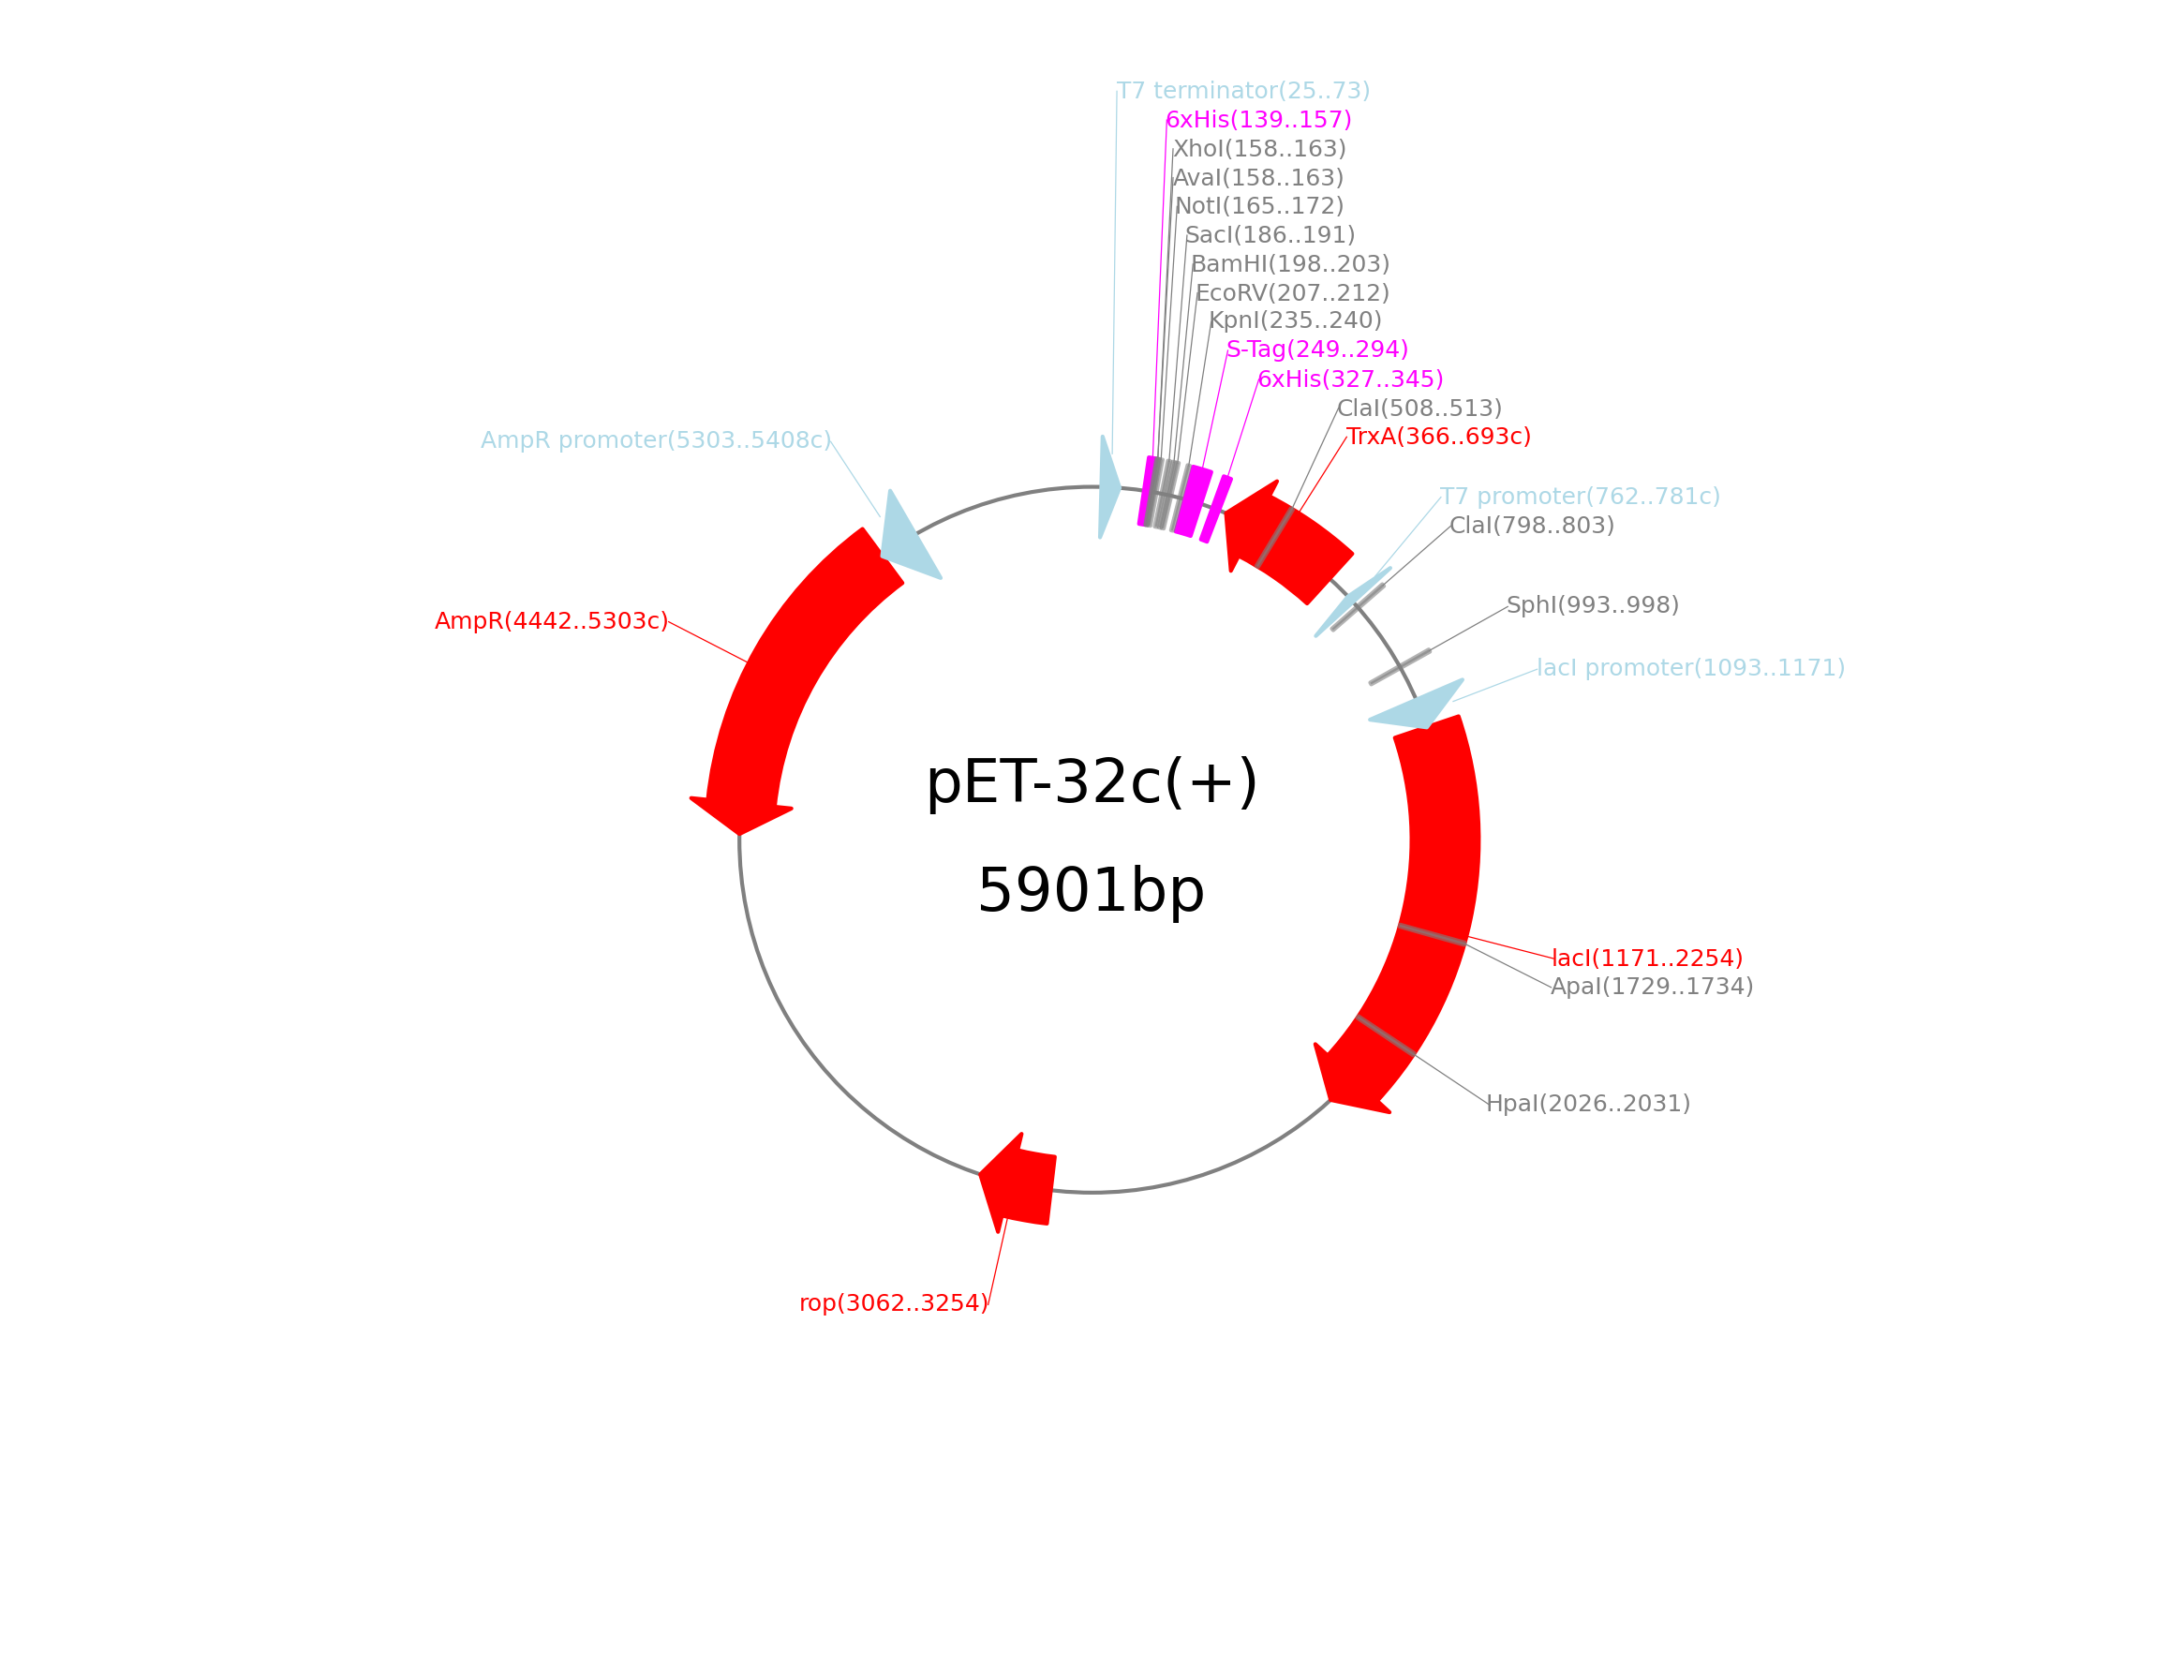 T7 terminator(25..73)
6xHis(139..157)
XhoI(158..163)
AvaI(158..163)
NotI(165..172)
SacI(186..191)
BamHI(198..203)
EcoRV(207..212)
KpnI(235..240)
S-Tag(249..294)
6xHis(327..345)
ClaI(508..513)
TrxA(366..693c)
AmpR promoter(5303..5408c)
T7 promoter(762..781c)
ClaI(798..803)
SphI(993..998)
AmpR(4442..5303c)
lacI promoter(1093..1171)
pET-32c(+)
5901bp
lacI(1171..2254)
ApaI(1729..1734)
HpaI(2026..2031)
rop(3062..3254)